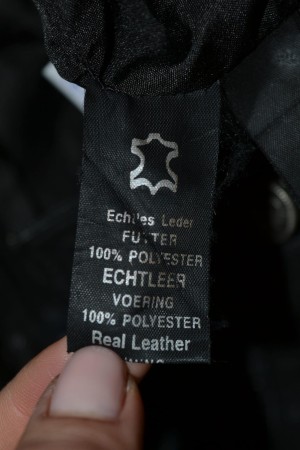 Echtes Leder
FUTTER
100% POLYESTER
ECHTLEER
VOERING
100% POLYESTER
Real Leather